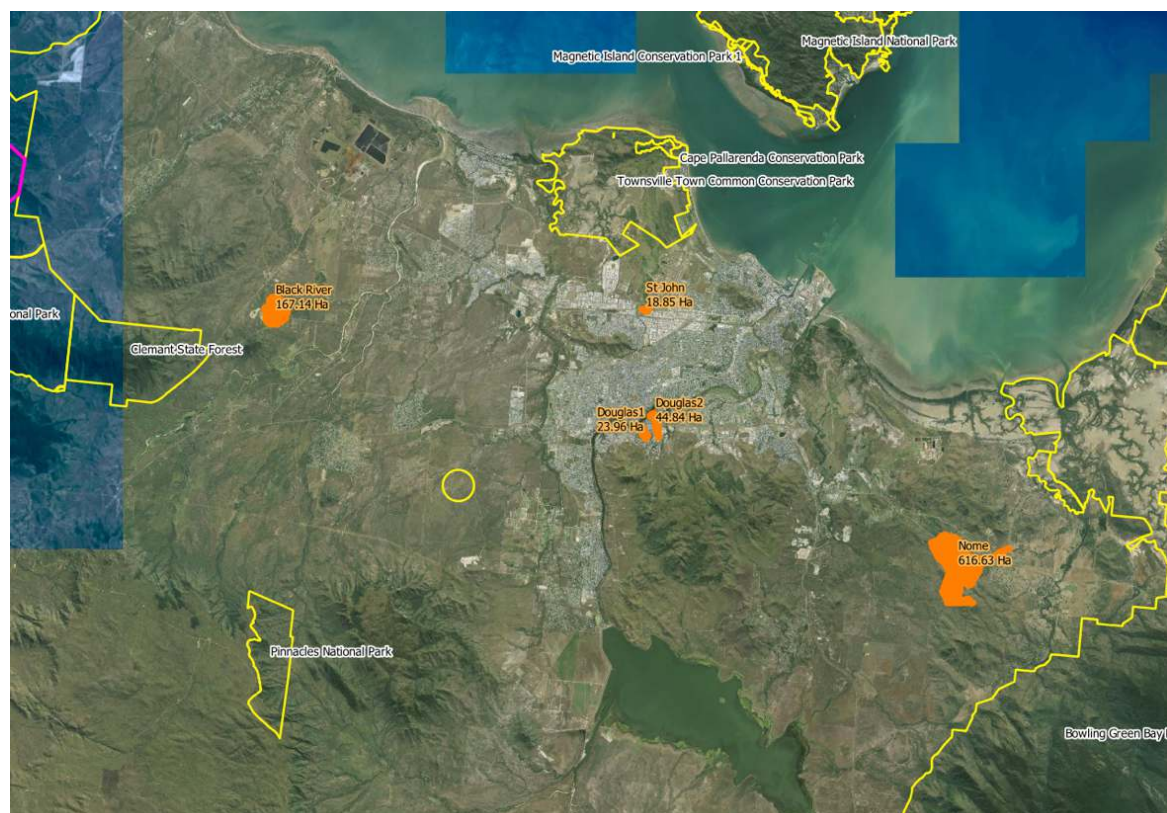 Magnetic Island National Park
Magnetic Island Conservation Park 1
Cape Pallarenda Conservation Park
Townsville Town Common Conservation Park
Black River
167.14 Ha
St John
18.85 Ha
onal Park
Clemant State Forest
Douglas1
23.96 Ha
Douglas2
44.84 Ha
Nome
616.63 Ha
Pinnacles National Park
Bowling Green Bay